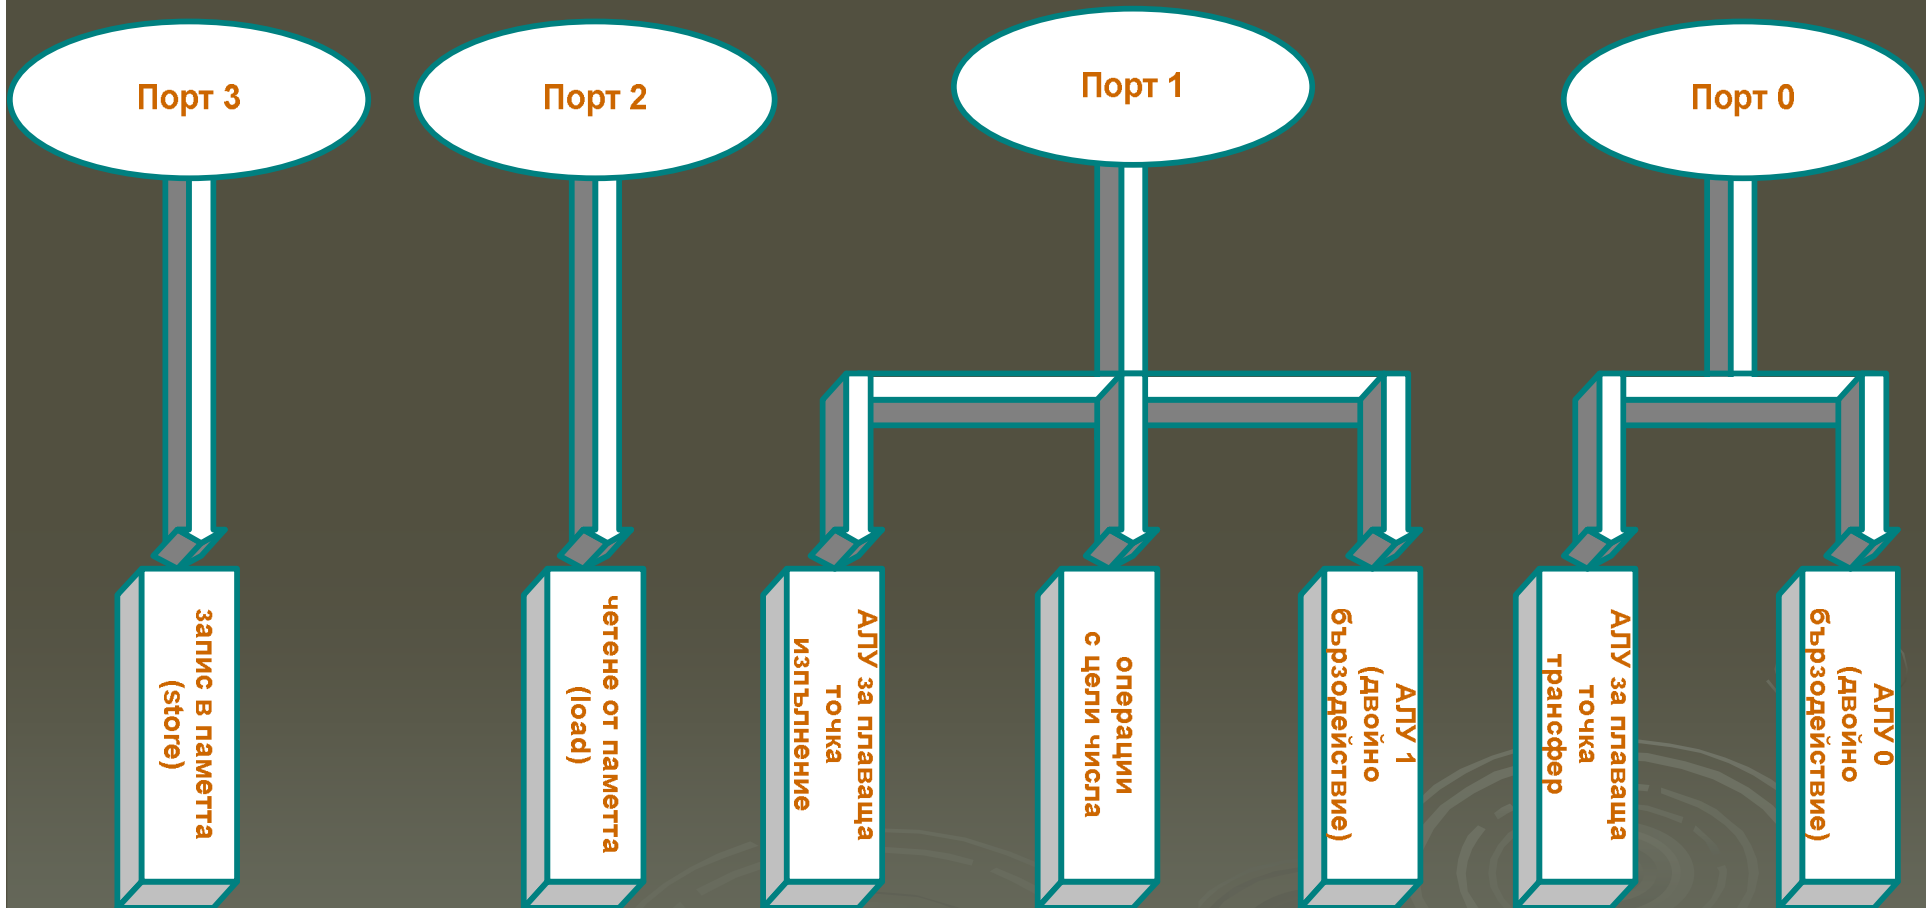 Порт 3
Порт 2
Порт 1
Порт 0
запис в паметта
(store)
четене от паметта
(load)
АЛУ за плаваща
точка
изпълнение
операции
с цели числа
АЛУ 1
(двойно
бързодействие)
АЛУ за плаваща
точка
трансфер
АЛУ 0
(двойно
бързодействие)